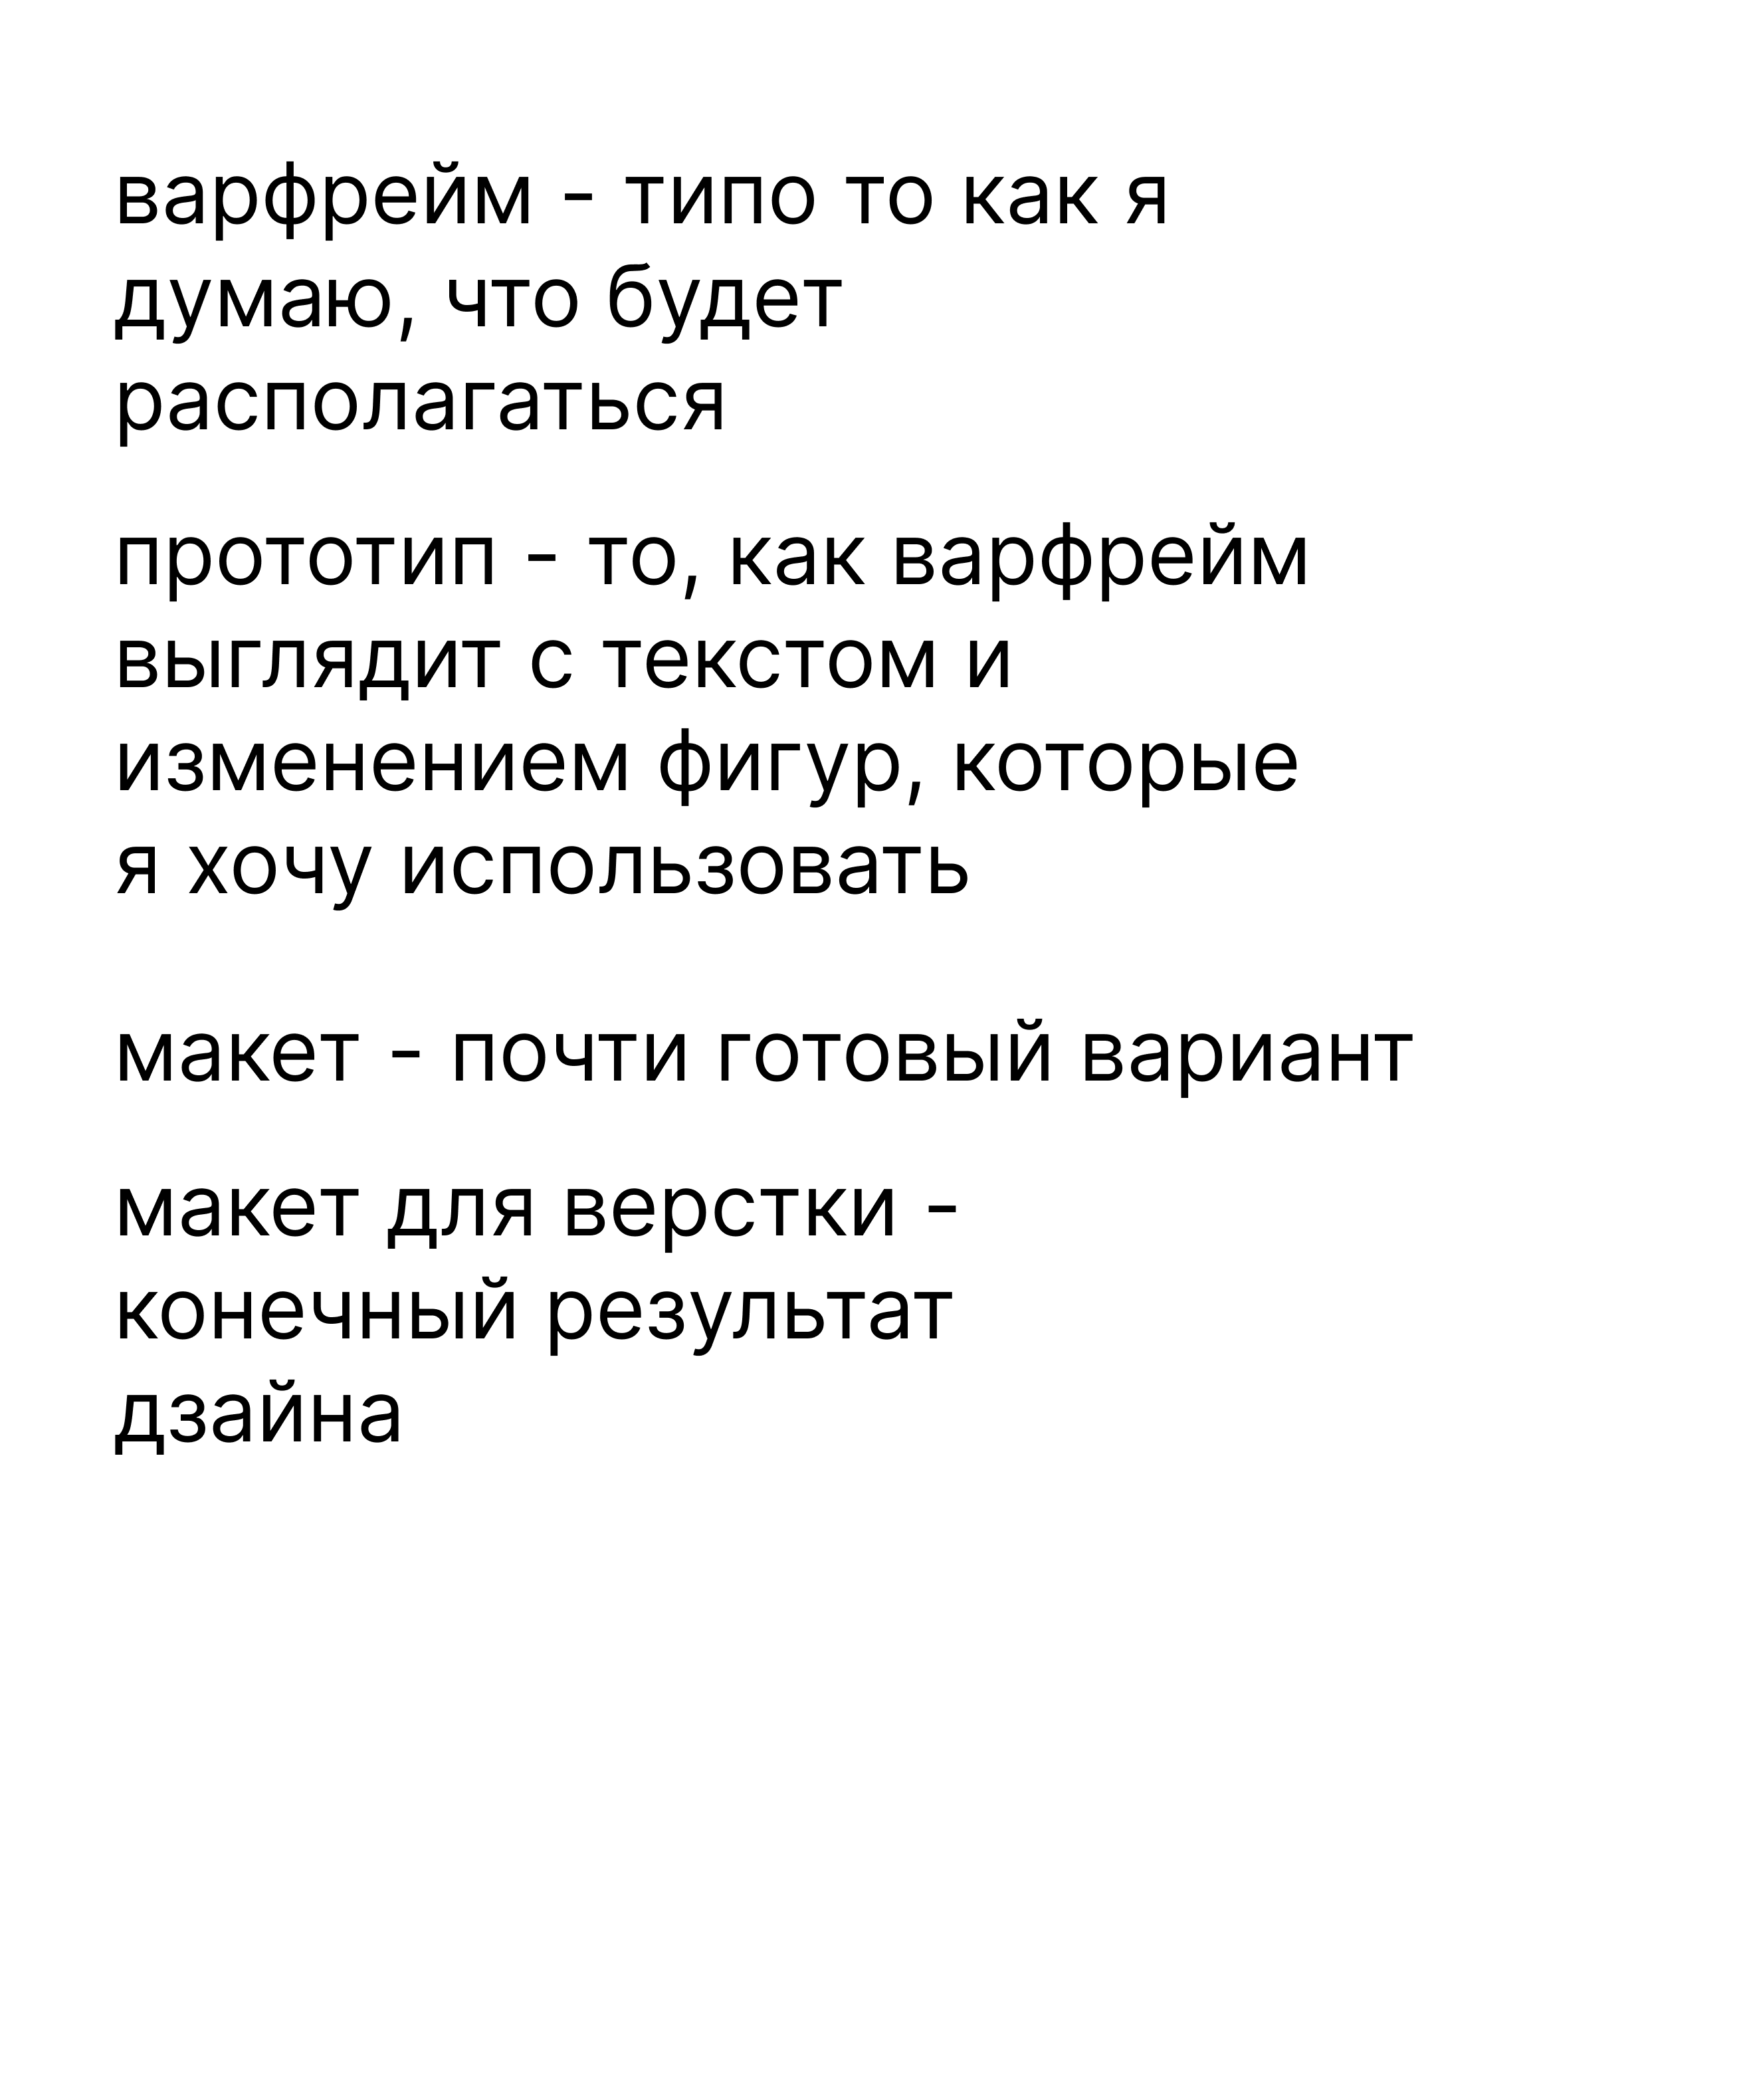 варфрейм - типо то как я
думаю, что будет
располагаться
прототип - то, как варфрейм
выглядит с текстом и
изменением фигур, которые
я хочу использовать
макет - почти готовый вариант
макет для верстки -
конечный результат
дзайна